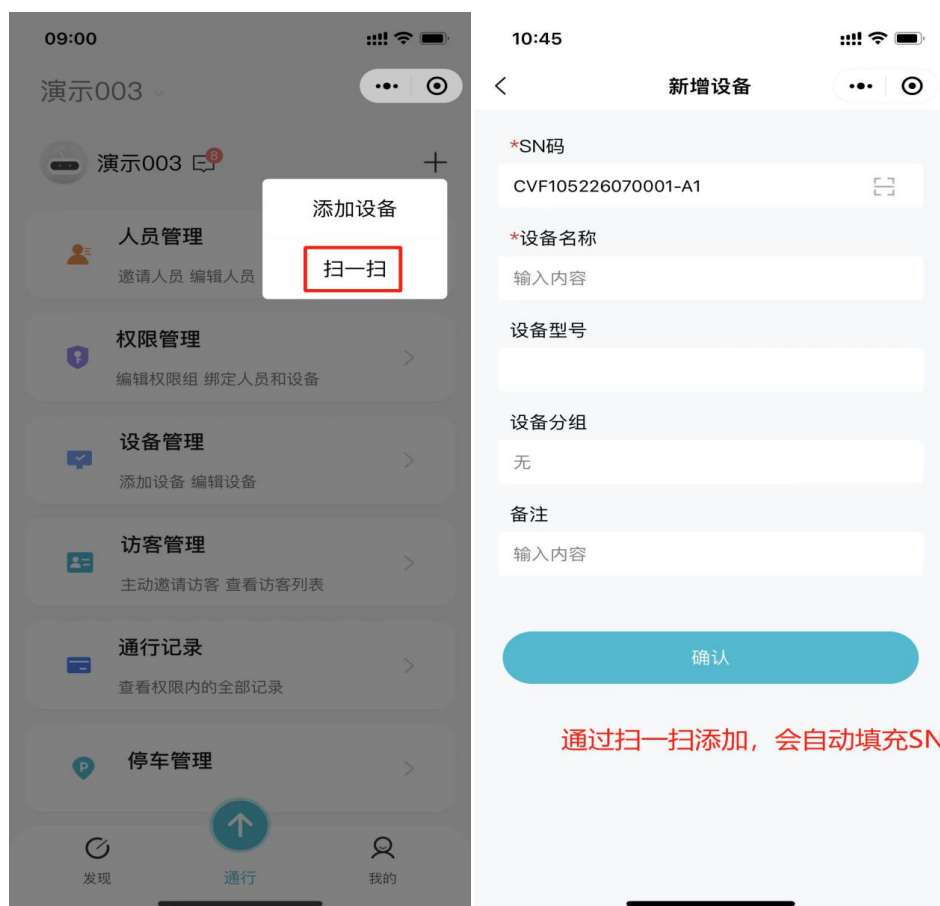 09:00
演示003
演示003
8
添加设备
扫一扫
人员管理
邀请人员 编辑人员
权限管理
编辑权限组 绑定人员和设备
设备管理
添加设备 编辑设备
访客管理
主动邀请访客 查看访客列表
通行记录
查看权限内的全部记录
P
停车管理
发现
通行
我的
10:45
新增设备
*SN码
CVF105226070001-A1
*设备名称
输入内容
设备型号
设备分组
无
备注
输入内容
确认
通过扫一扫添加，会自动填充SN